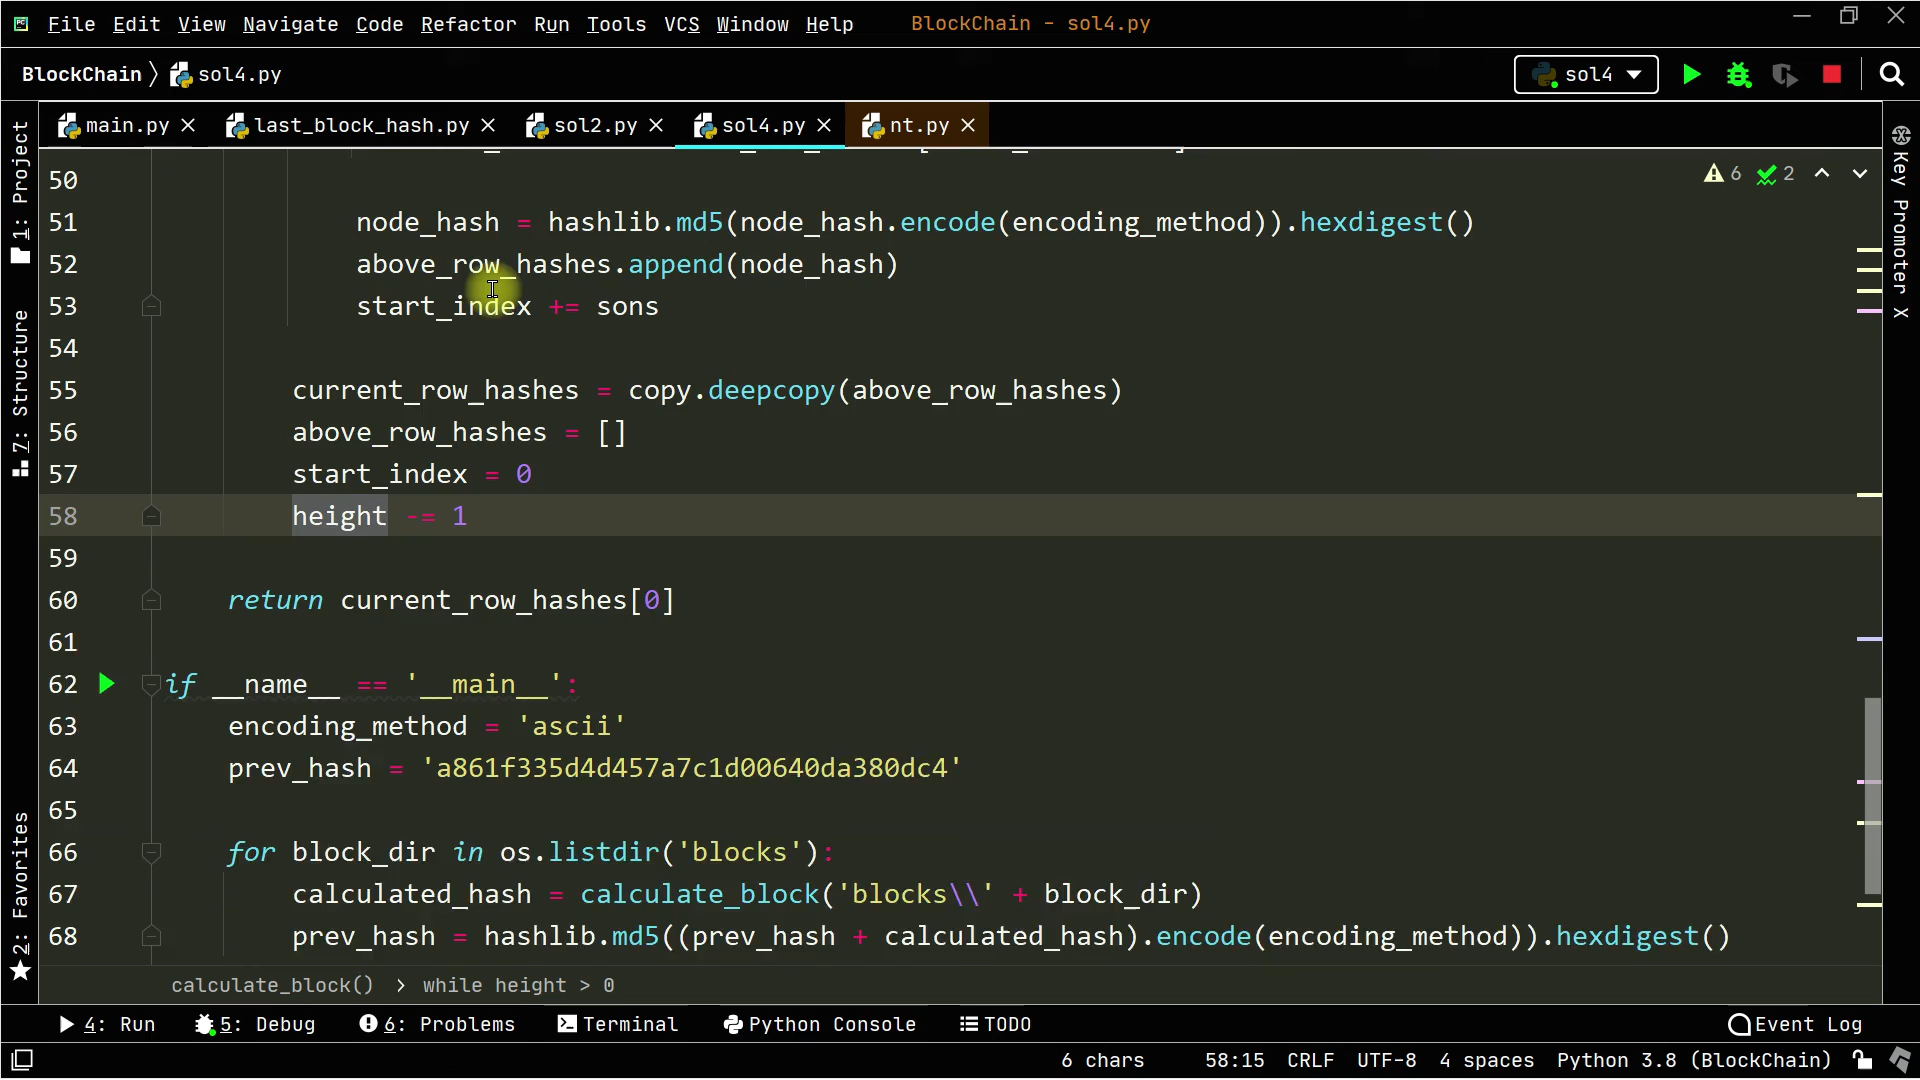 File Edit View Navigate Code Refactor Run Tools VCS Window Help BlockChain - sol4.py
BlockChain sol4.py sol4
main.py last_block_hash.py sol2.py sol4.py nt.py
6 2
50
51 node_hash = hashlib.md5(node_hash.encode(encoding_method)).hexdigest()
52 above_row_hashes.append(node_hash)
53 start_index += sons
54
55 current_row_hashes = copy.deepcopy(above_row_hashes)
56 above_row_hashes = []
57 start_index = 0
58 height -= 1
59
60 return current_row_hashes[0]
61
62 if __name__ == '__main__':
63 encoding_method = 'ascii'
64 prev_hash = 'a861f335d4d457a7c1d00640da380dc4'
65
66 for block_dir in os.listdir('blocks'):
67 calculated_hash = calculate_block('blocks\\' + block_dir)
68 prev_hash = hashlib.md5((prev_hash + calculated_hash).encode(encoding_method)).hexdigest()
calculate_block() > while height > 0
1: Project
7: Structure
2: Favorites
Key Promoter X
4: Run 5: Debug 6: Problems Terminal Python Console TODO Event Log
6 chars 58:15 CRLF UTF-8 4 spaces Python 3.8 (BlockChain)